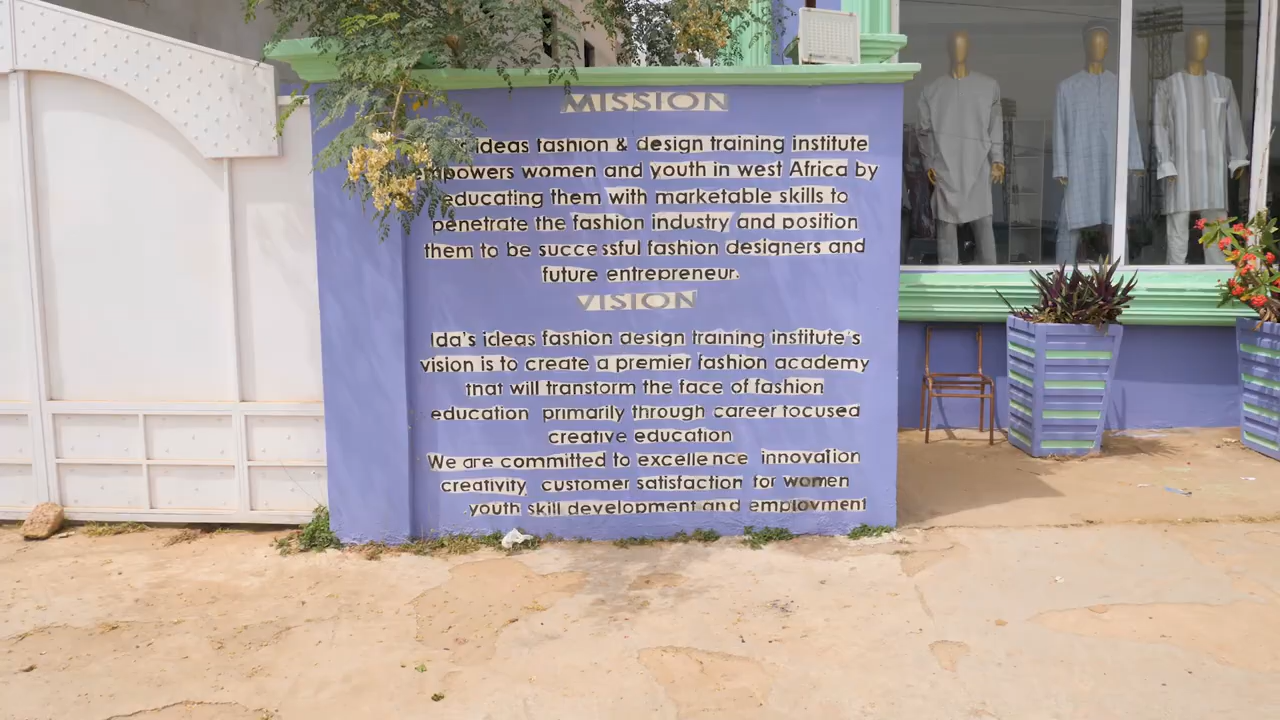 MISSION
ideas fashion & design training institute
empowers women and youth in west Africa by
educating them with marketable skills to
penetrate the fashion industry and position
them to be successful fashion designers and
future entrepreneur.
VISION
Ida's ideas fashion design training institute's
vision is to create a premier fashion academy
that will transform the face of fashion
education primarily through career focused
creative education
We are committed to excellence innovation
creativity customer satisfaction for women
youth skill development and employment